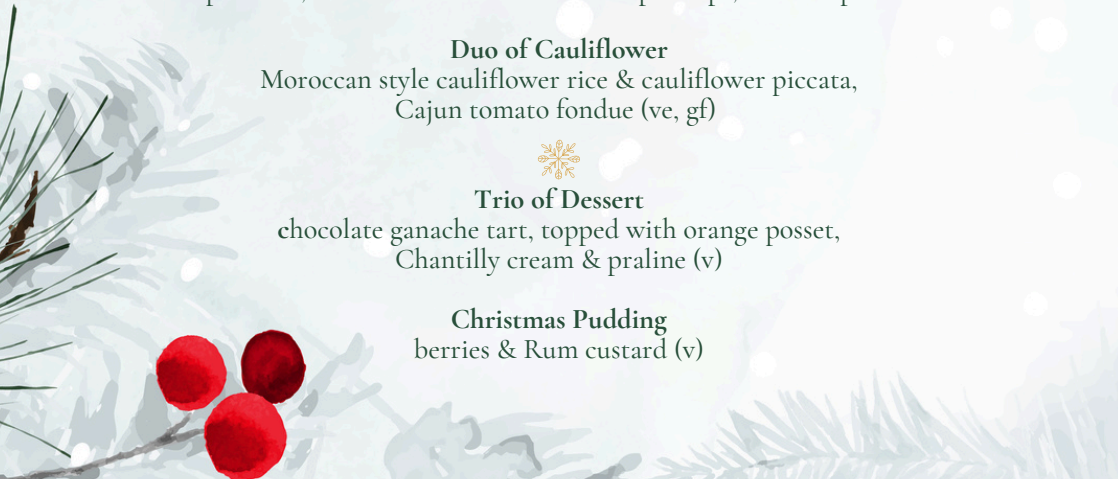 Duo of Cauliflower
Moroccan style cauliflower rice & cauliflower piccata,
Cajun tomato fondue (ve, gf)
Trio of Dessert
chocolate ganache tart, topped with orange posset,
Chantilly cream & praline (v)
Christmas Pudding
berries & Rum custard (v)